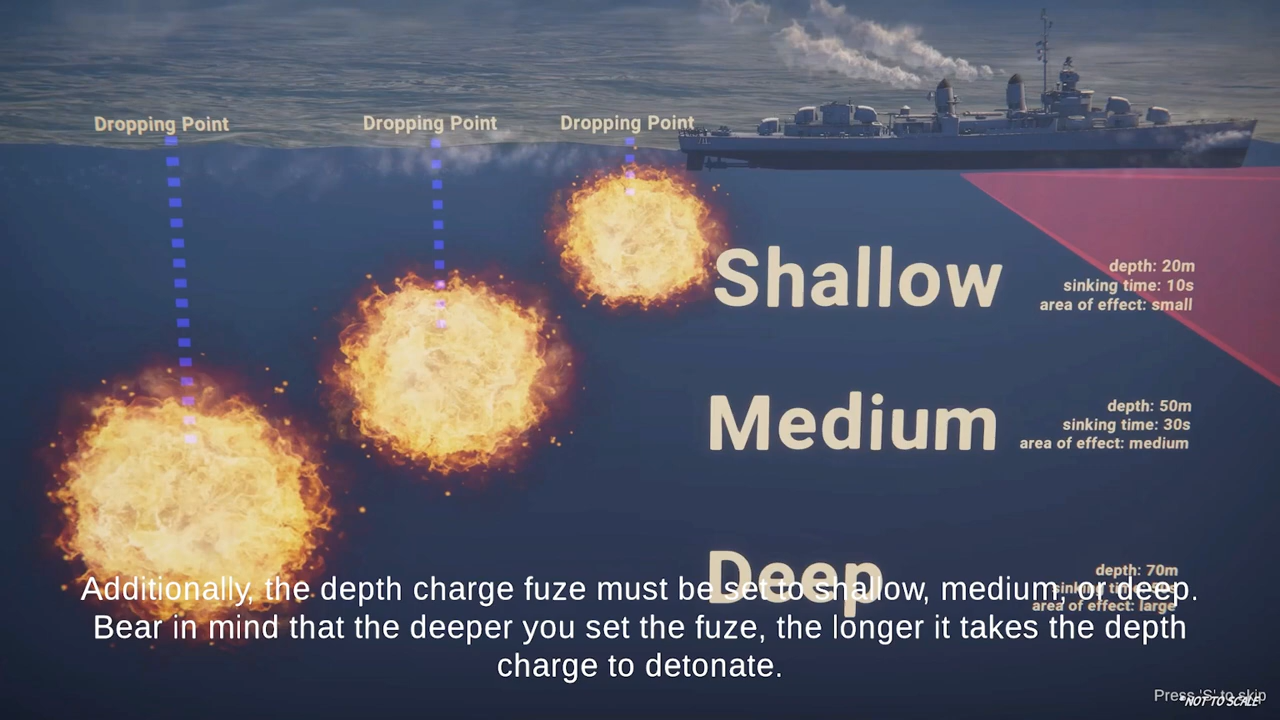 Dropping Point
Dropping Point
Dropping Point
Shallow
depth: 20m
sinking time: 10s
area of effect: small
Medium
depth: 50m
sinking time: 30s
area of effect: medium
Deep
depth: 70m
sinking
area of effect: large
Additionally, the depth charge fuze must be set to shallow, medium, or deep.
Bear in mind that the deeper you set the fuze, the longer it takes the depth
charge to detonate.
Press 'S' to skip
*NOT TO SCALE